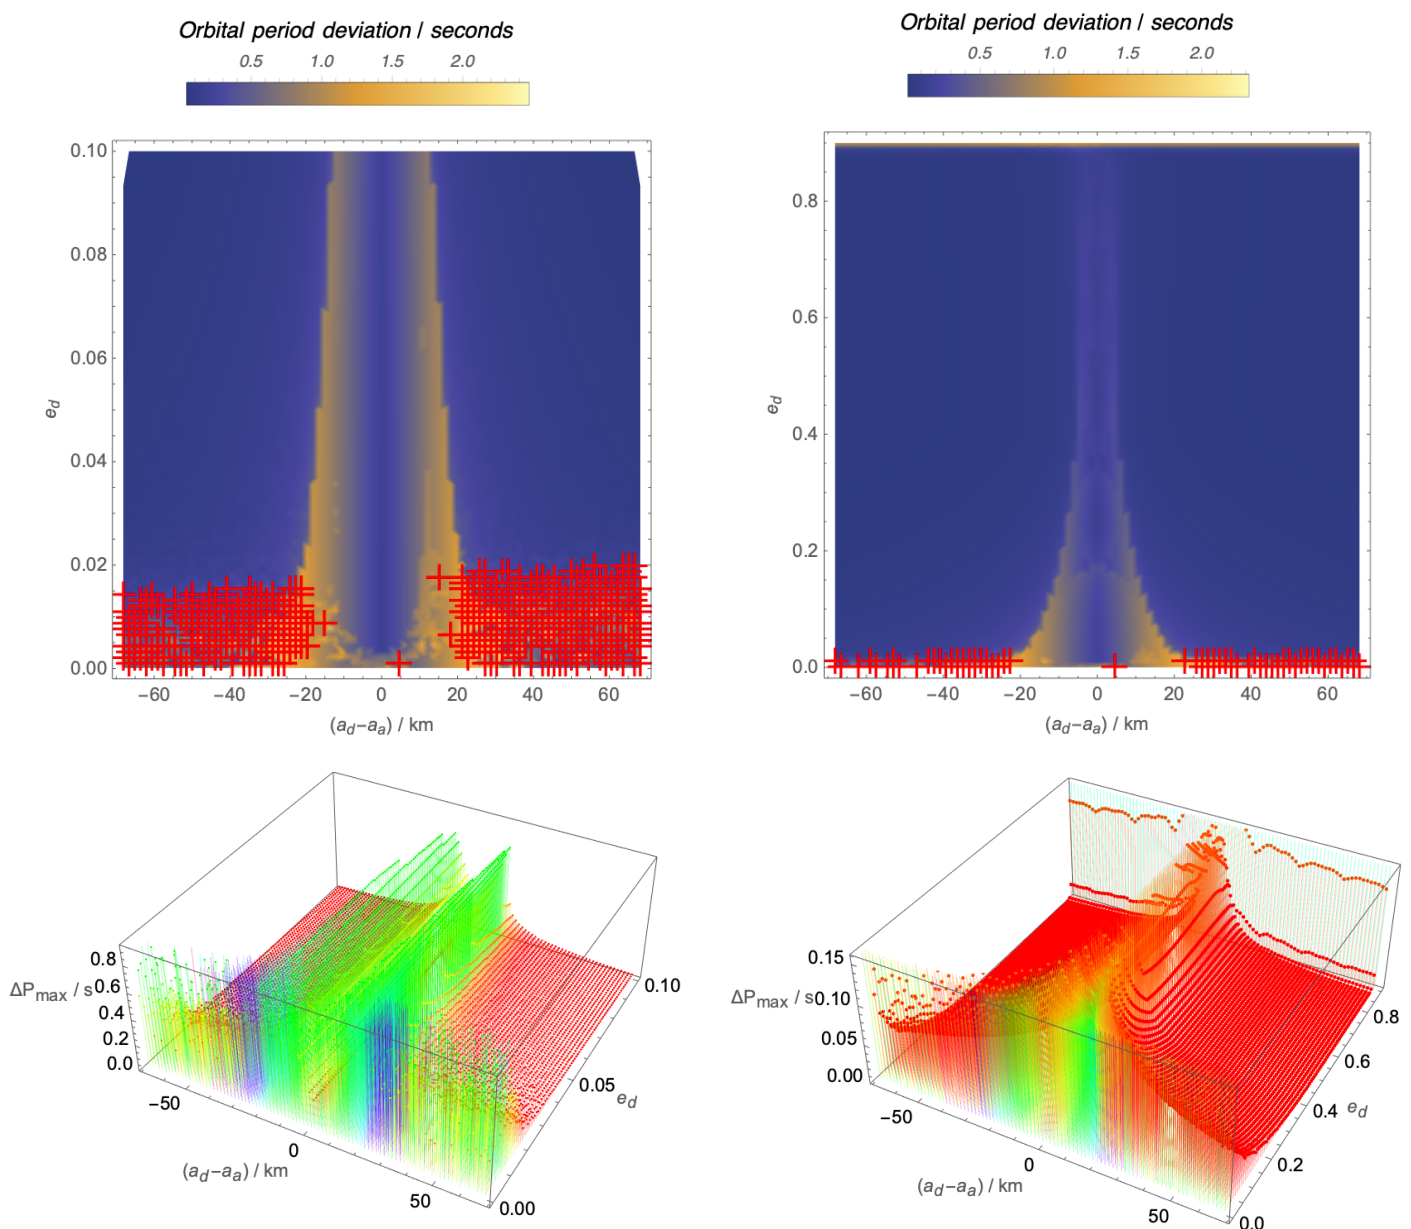 Orbital period deviation / seconds
0.5 1.0 1.5 2.0
0.10
0.08
0.06
e_d
0.04
0.02
0.00
−60 −40 −20 0 20 40 60
(a_d−a_a) / km
Orbital period deviation / seconds
0.5 1.0 1.5 2.0
0.8
0.6
e_d
0.4
0.2
0.0
−60 −40 −20 0 20 40 60
(a_d−a_a) / km
0.8
ΔP_max / s 0.6
0.4
0.2
0.0
−50
0
50
(a_d−a_a) / km
0.00
0.05
e_d
0.10
0.15
ΔP_max / s 0.10
0.05
0.00
−50
0
50
(a_d−a_a) / km
0.0
0.2
0.4
e_d
0.6
0.8